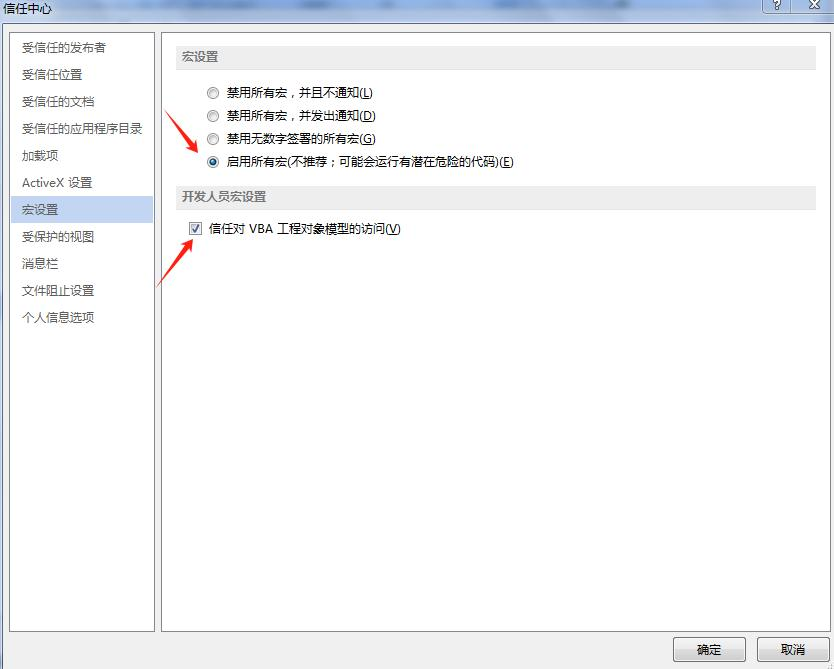 信任中心
受信任的发布者
受信任位置
受信任的文档
受信任的应用程序目录
加载项
ActiveX 设置
宏设置
受保护的视图
消息栏
文件阻止设置
个人信息选项
宏设置
禁用所有宏，并且不通知(L)
禁用所有宏，并发出通知(D)
禁用无数字签署的所有宏(G)
启用所有宏(不推荐；可能会运行有潜在危险的代码)(E)
开发人员宏设置
信任对 VBA 工程对象模型的访问(V)
确定
取消